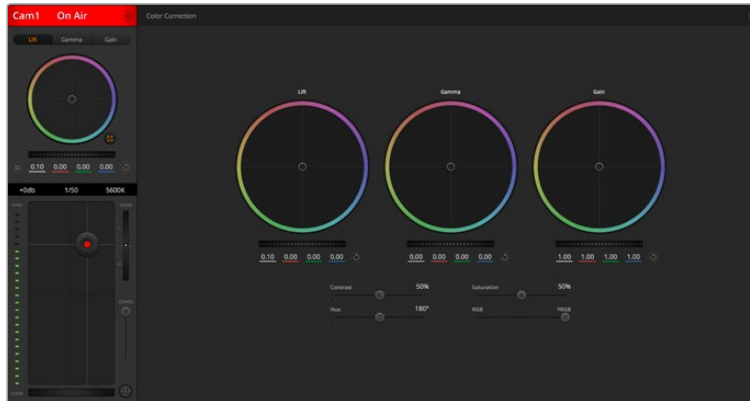 Cam1 On Air Color Correction
Lift Gamma Gain
Lift Gamma Gain
0.10 0.00 0.00 0.00
+0db 1/50 5600K
0.10 0.00 0.00 0.00
0.00 0.00 0.00 0.00
1.00 1.00 1.00 1.00
Contrast 50% Saturation 50%
Hue 180° RGB YRGB